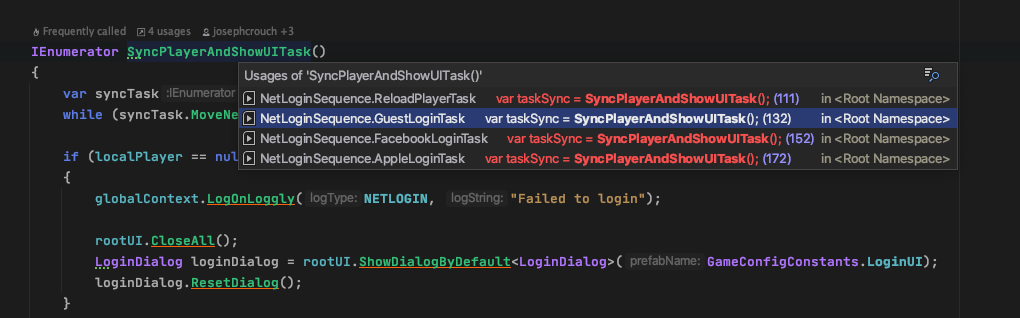 Frequently called 4 usages josephcrouch +3
IEnumerator SyncPlayerAndShowUITask()
{
Usages of 'SyncPlayerAndShowUITask()'
var syncTask :IEnumerator
NetLoginSequence.ReloadPlayerTask var taskSync = SyncPlayerAndShowUITask(); (111) in <Root Namespace>
while (syncTask.MoveNe
NetLoginSequence.GuestLoginTask var taskSync = SyncPlayerAndShowUITask(); (132) in <Root Namespace>
NetLoginSequence.FacebookLoginTask var taskSync = SyncPlayerAndShowUITask(); (152) in <Root Namespace>
if (localPlayer == nul
NetLoginSequence.AppleLoginTask var taskSync = SyncPlayerAndShowUITask(); (172) in <Root Namespace>
{
globalContext.LogOnLoggly( logType: NETLOGIN, logString: "Failed to login");
rootUI.CloseAll();
LoginDialog loginDialog = rootUI.ShowDialogByDefault<LoginDialog>( prefabName: GameConfigConstants.LoginUI);
loginDialog.ResetDialog();
}